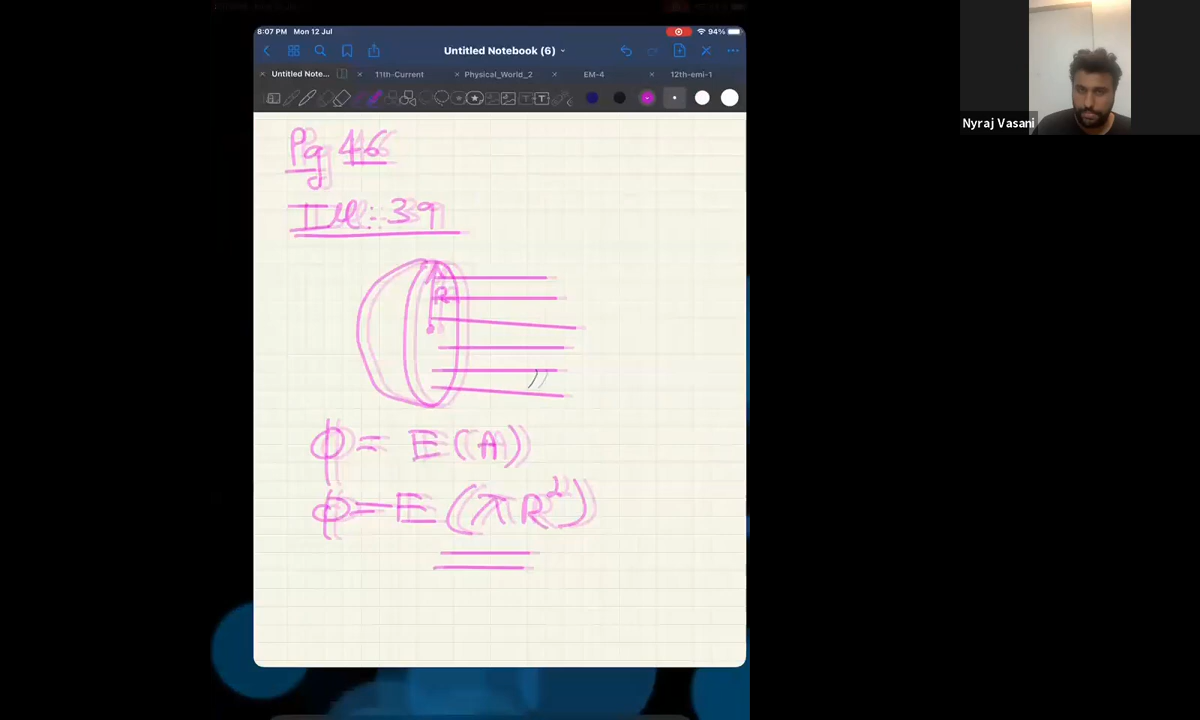 8:07 PM Mon 12 Jul
94%
Untitled Notebook (6)
Untitled Note... 11th-Current Physical_World_2 EM-4 12th-emi-1
Pg 46
Ill: 39
R
Φ = E (A)
Φ = E (πR²)
Nyraj Vasani